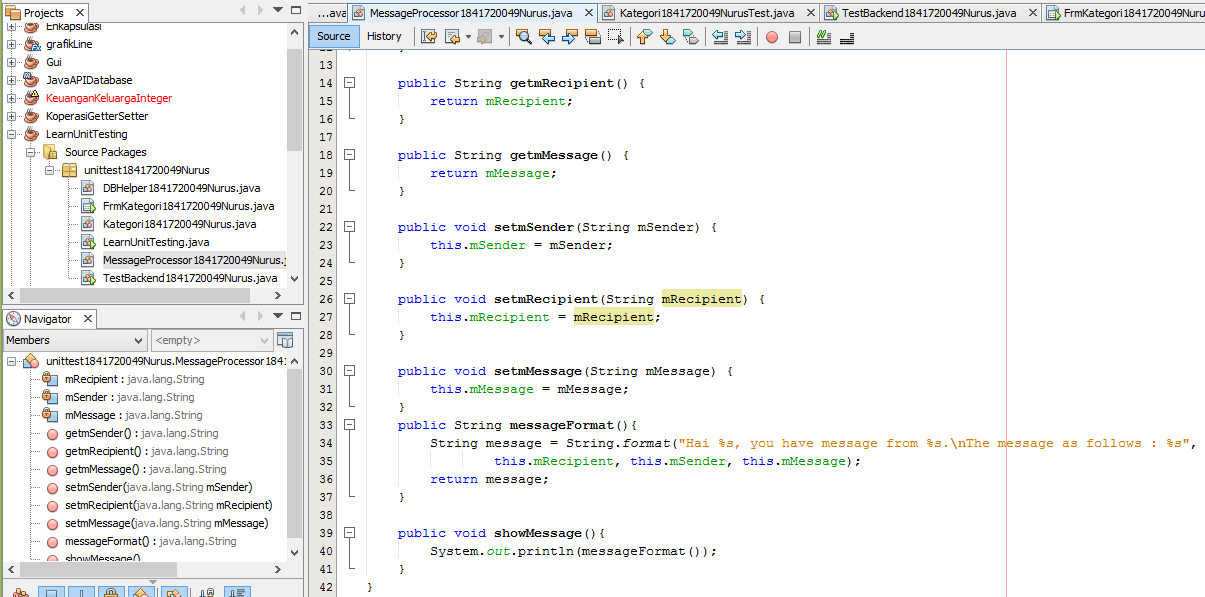 Projects
Enkapsulasi
grafikLine
Gui
JavaAPIDatabase
KeuanganKeluargaInteger
KoperasiGetterSetter
LearnUnitTesting
Source Packages
unittest1841720049Nurus
DBHelper1841720049Nurus.java
FrmKategori1841720049Nurus.java
Kategori1841720049Nurus.java
LearnUnitTesting.java
MessageProcessor1841720049Nurus.j
TestBackend1841720049Nurus.java
Navigator
Members
<empty>
unittest1841720049Nurus.MessageProcessor1841
mRecipient : java.lang.String
mSender : java.lang.String
mMessage : java.lang.String
getmSender() : java.lang.String
getmRecipient() : java.lang.String
getmMessage() : java.lang.String
setmSender(java.lang.String mSender)
setmRecipient(java.lang.String mRecipient)
setmMessage(java.lang.String mMessage)
messageFormat() : java.lang.String
showMessage()
...ava MessageProcessor1841720049Nurus.java Kategori1841720049NurusTest.java TestBackend1841720049Nurus.java FrmKategori1841720049Nuru
Source History
13
14 public String getmRecipient() {
15 return mRecipient;
16 }
17
18 public String getmMessage() {
19 return mMessage;
20 }
21
22 public void setmSender(String mSender) {
23 this.mSender = mSender;
24 }
25
26 public void setmRecipient(String mRecipient) {
27 this.mRecipient = mRecipient;
28 }
29
30 public void setmMessage(String mMessage) {
31 this.mMessage = mMessage;
32 }
33 public String messageFormat(){
34 String message = String.format("Hai %s, you have message from %s.\nThe message as follows : %s",
35 this.mRecipient, this.mSender, this.mMessage);
36 return message;
37 }
38
39 public void showMessage(){
40 System.out.println(messageFormat());
41 }
42 }